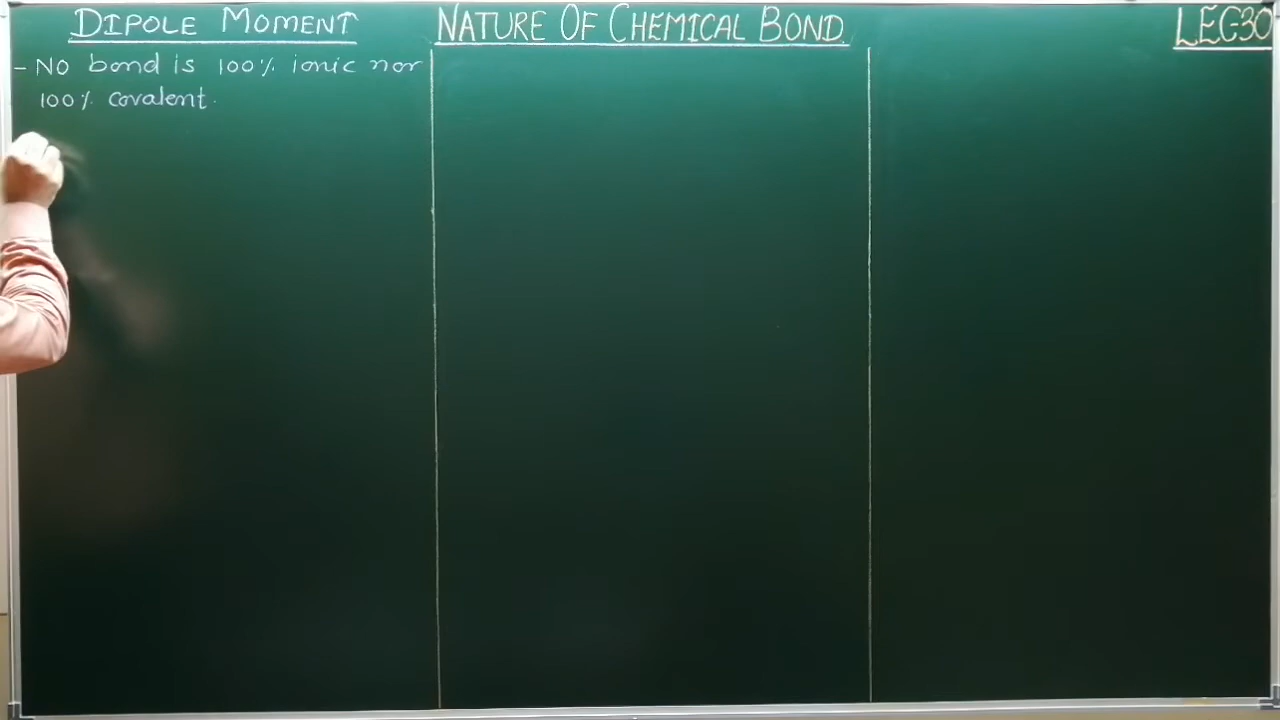 DIPOLE MOMENT
NATURE OF CHEMICAL BOND
LEC30
- NO bond is 100% ionic nor
100% covalent.